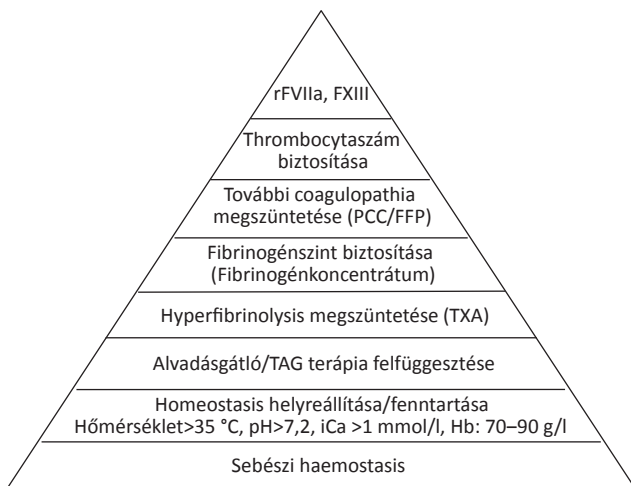 rFVIIa, FXIII
Thrombocytaszám
biztosítása
További coagulopathia
megszüntetése (PCC/FFP)
Fibrinogénszint biztosítása
(Fibrinogénkoncentrátum)
Hyperfibrinolysis megszüntetése (TXA)
Alvadásgátló/TAG terápia felfüggesztése
Homeostasis helyreállítása/fenntartása
Hőmérséklet>35 °C, pH>7,2, iCa >1 mmol/l, Hb: 70–90 g/l
Sebészi haemostasis